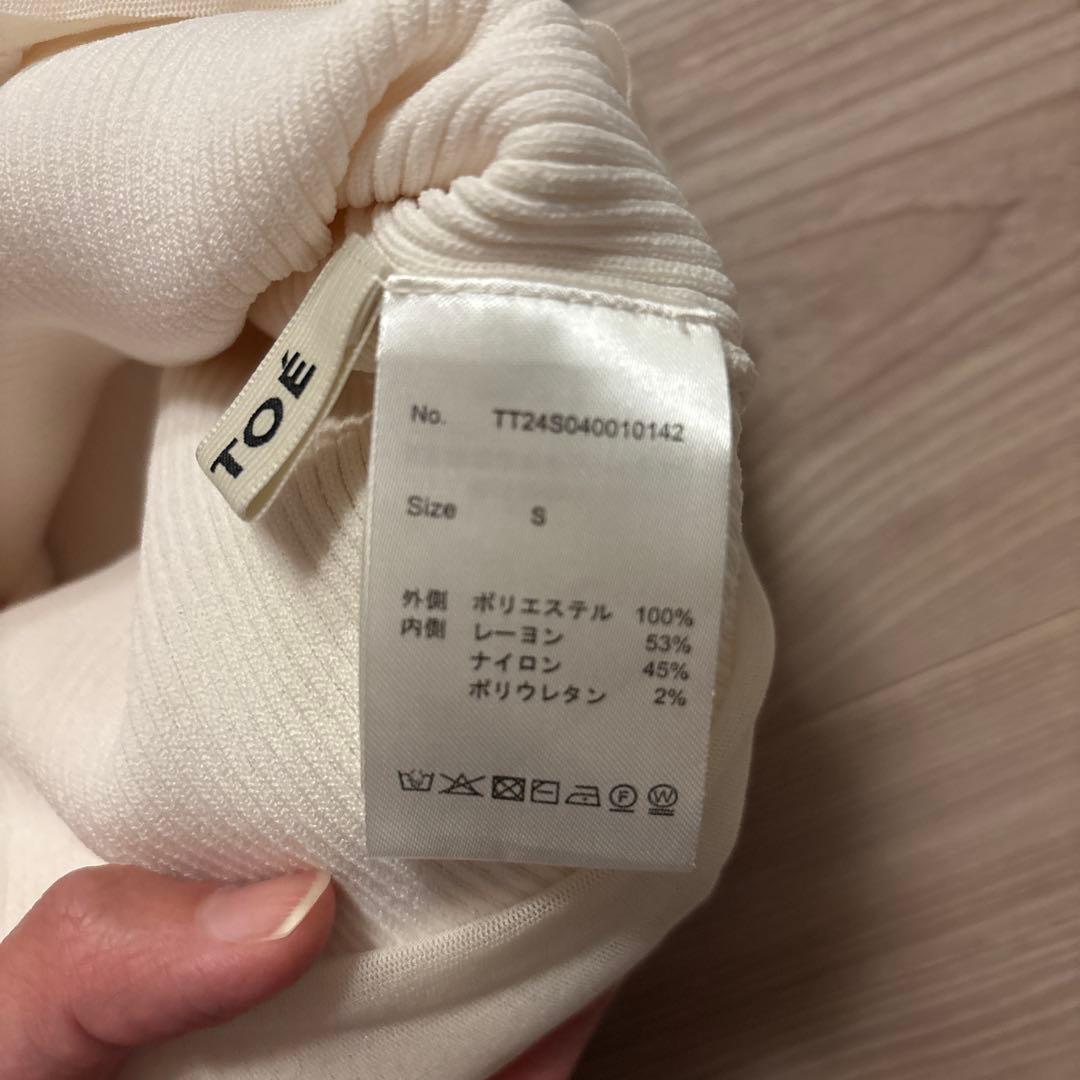 TOÉ
No. TT24S040010142
Size S
外側 ポリエステル 100%
内側 レーヨン 53%
ナイロン 45%
ポリウレタン 2%
F W